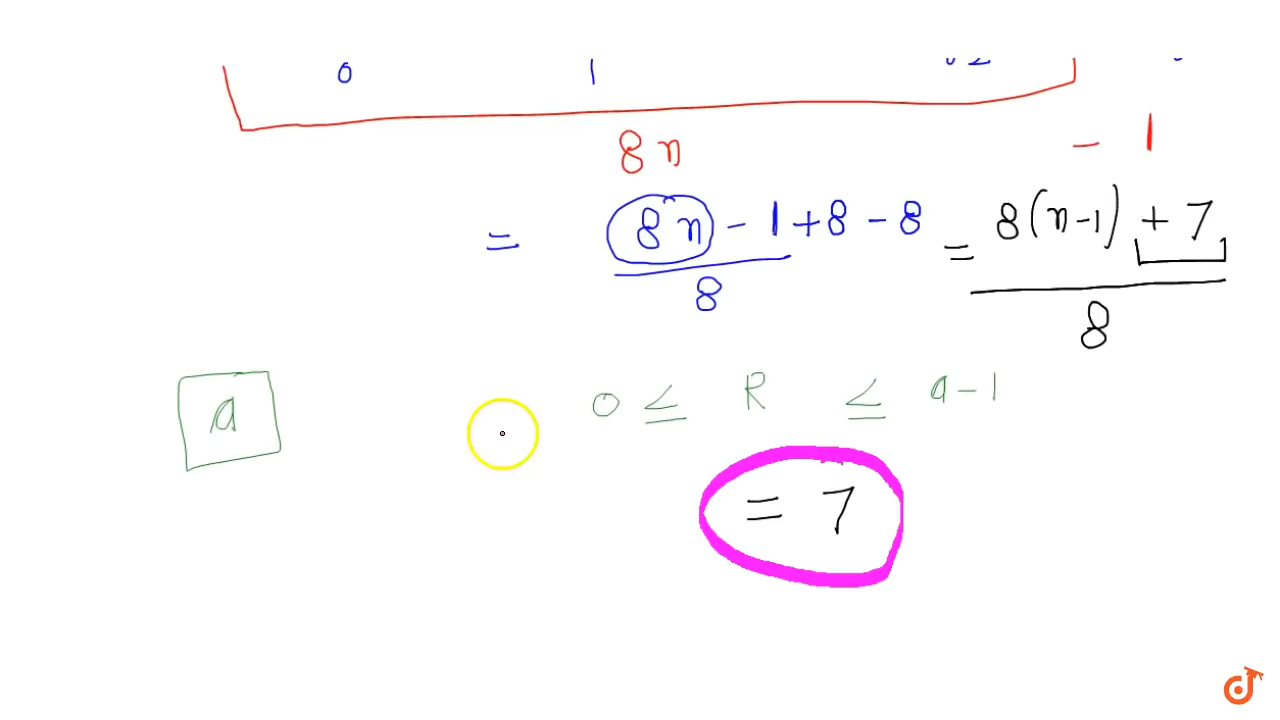 0 1
8n - 1
= 8n - 1 + 8 - 8 = 8(n-1) + 7
8 8
a 0 ≤ R ≤ a - 1
= 7